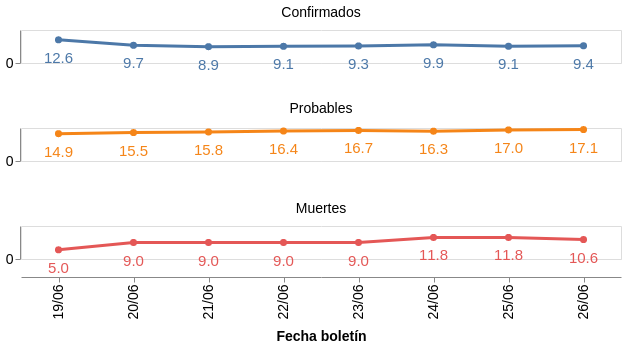 Confirmados
0
12.6 9.7 8.9 9.1 9.3 9.9 9.1 9.4
Probables
0
14.9 15.5 15.8 16.4 16.7 16.3 17.0 17.1
Muertes
0
5.0 9.0 9.0 9.0 9.0 11.8 11.8 10.6
19/06 20/06 21/06 22/06 23/06 24/06 25/06 26/06
Fecha boletín